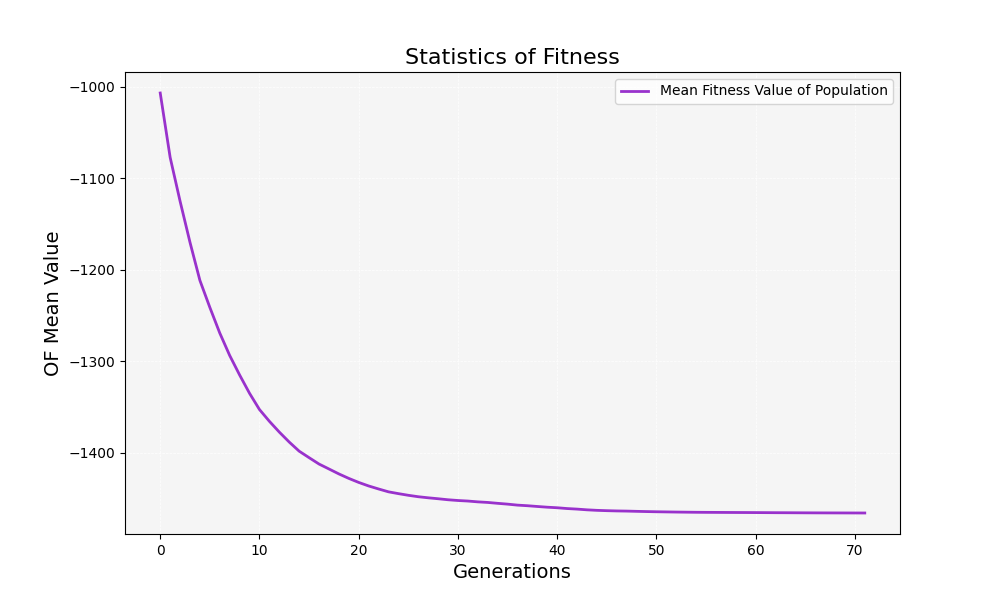 Statistics of Fitness
Mean Fitness Value of Population
OF Mean Value
−1000
−1100
−1200
−1300
−1400
0 10 20 30 40 50 60 70
Generations